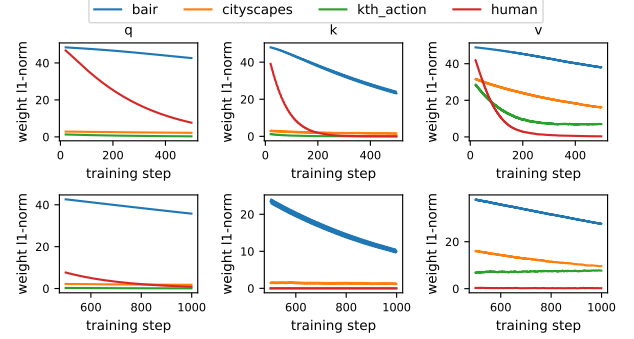 bair cityscapes kth_action human
q k v
weight l1-norm weight l1-norm weight l1-norm
40 40 40
20 20 20
0 0 0
0 200 400 0 200 400 0 200 400
training step training step training step
weight l1-norm weight l1-norm weight l1-norm
40 20 20
20 10 0
0 0
600 800 1000 600 800 1000 600 800 1000
training step training step training step